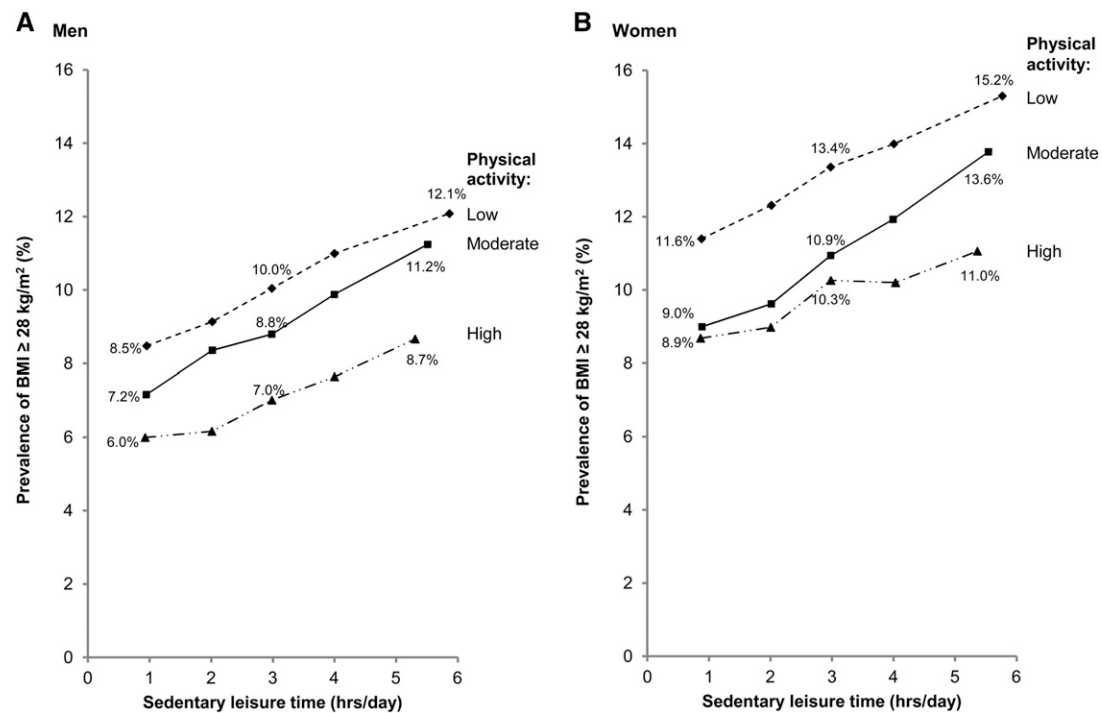 A Men
Prevalence of BMI ≥ 28 kg/m² (%)
16
14
12
10
8
6
4
2
0
Physical
activity:
12.1%
Low
Moderate
11.2%
10.0%
8.8%
8.5%
High
8.7%
7.2%
7.0%
6.0%
0 1 2 3 4 5 6
Sedentary leisure time (hrs/day)
B Women
Prevalence of BMI ≥ 28 kg/m² (%)
16
14
12
10
8
6
4
2
0
Physical
activity:
15.2%
Low
13.4%
Moderate
13.6%
11.6%
10.9%
High
11.0%
10.3%
9.0%
8.9%
0 1 2 3 4 5 6
Sedentary leisure time (hrs/day)